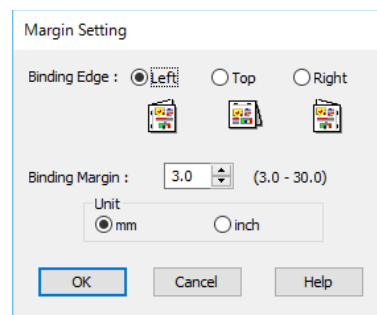 Margin Setting
Binding Edge : Left Top Right
Binding Margin : 3.0 (3.0 - 30.0)
Unit
mm inch
OK Cancel Help